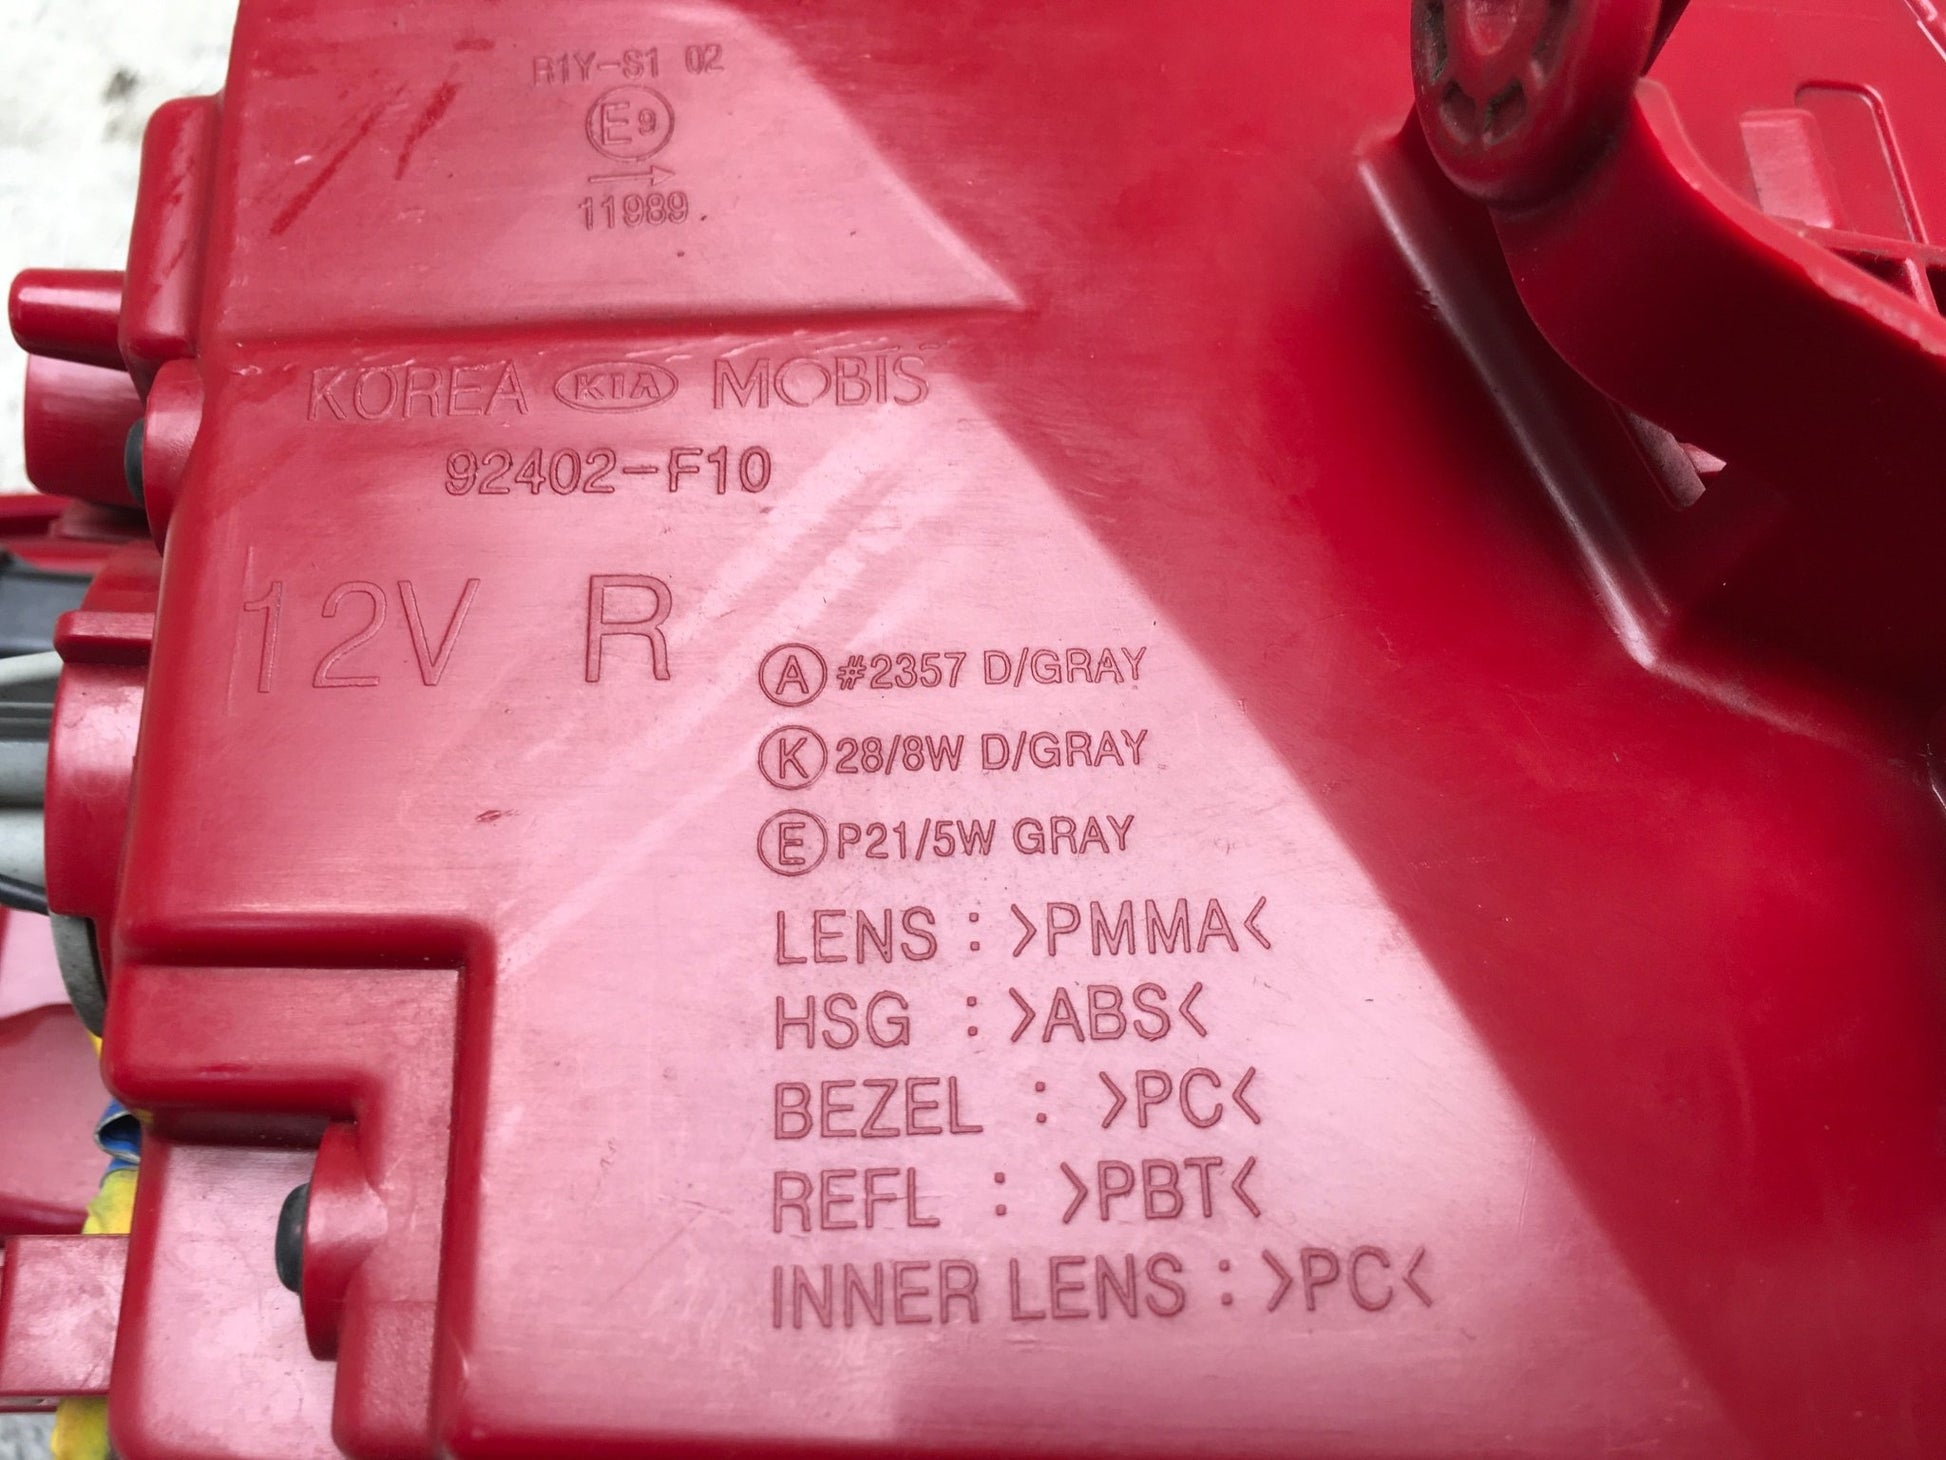 R1Y-S1 02
E9
→
11989
KOREA KIA MOBIS
92402-F10
12V R
A #2357 D/GRAY
K 28/8W D/GRAY
E P21/5W GRAY
LENS : >PMMA<
HSG : >ABS<
BEZEL : >PC<
REFL : >PBT<
INNER LENS : >PC<